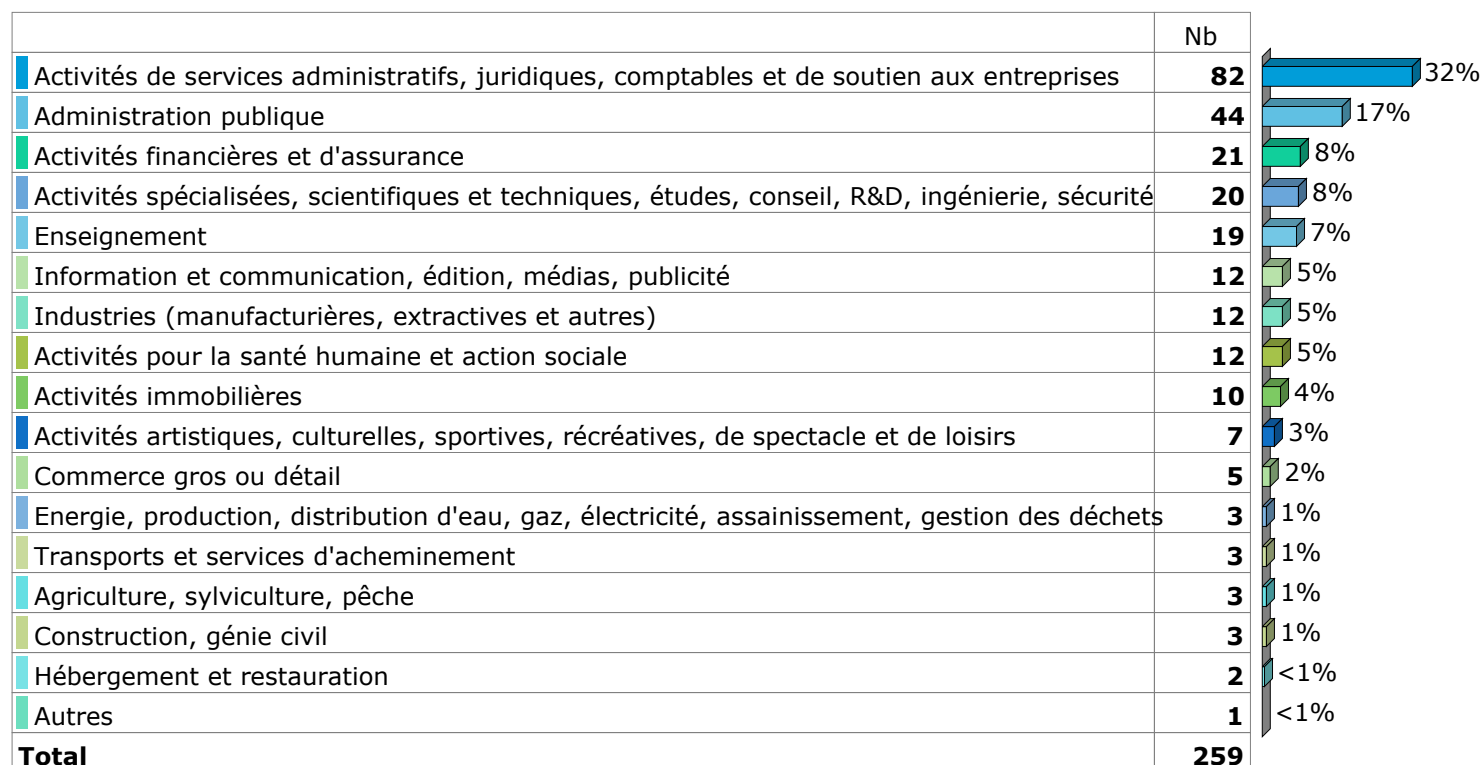 Nb
Activités de services administratifs, juridiques, comptables et de soutien aux entreprises 82 32%
Administration publique 44 17%
Activités financières et d'assurance 21 8%
Activités spécialisées, scientifiques et techniques, études, conseil, R&D, ingénierie, sécurité 20 8%
Enseignement 19 7%
Information et communication, édition, médias, publicité 12 5%
Industries (manufacturières, extractives et autres) 12 5%
Activités pour la santé humaine et action sociale 12 5%
Activités immobilières 10 4%
Activités artistiques, culturelles, sportives, récréatives, de spectacle et de loisirs 7 3%
Commerce gros ou détail 5 2%
Energie, production, distribution d'eau, gaz, électricité, assainissement, gestion des déchets 3 1%
Transports et services d'acheminement 3 1%
Agriculture, sylviculture, pêche 3 1%
Construction, génie civil 3 1%
Hébergement et restauration 2 <1%
Autres 1 <1%
Total 259